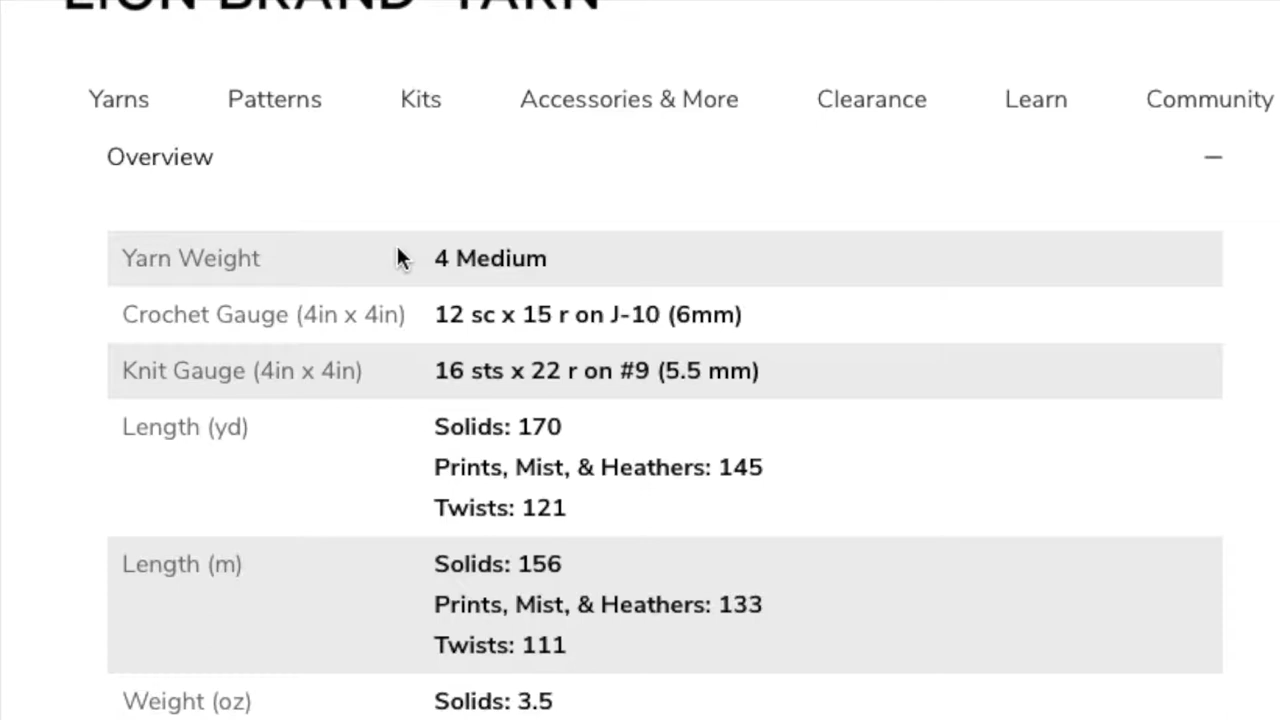 LION BRAND YARN
Yarns Patterns Kits Accessories & More Clearance Learn Community
Overview
Yarn Weight 4 Medium
Crochet Gauge (4in x 4in) 12 sc x 15 r on J-10 (6mm)
Knit Gauge (4in x 4in) 16 sts x 22 r on #9 (5.5 mm)
Length (yd) Solids: 170
Prints, Mist, & Heathers: 145
Twists: 121
Length (m) Solids: 156
Prints, Mist, & Heathers: 133
Twists: 111
Weight (oz) Solids: 3.5